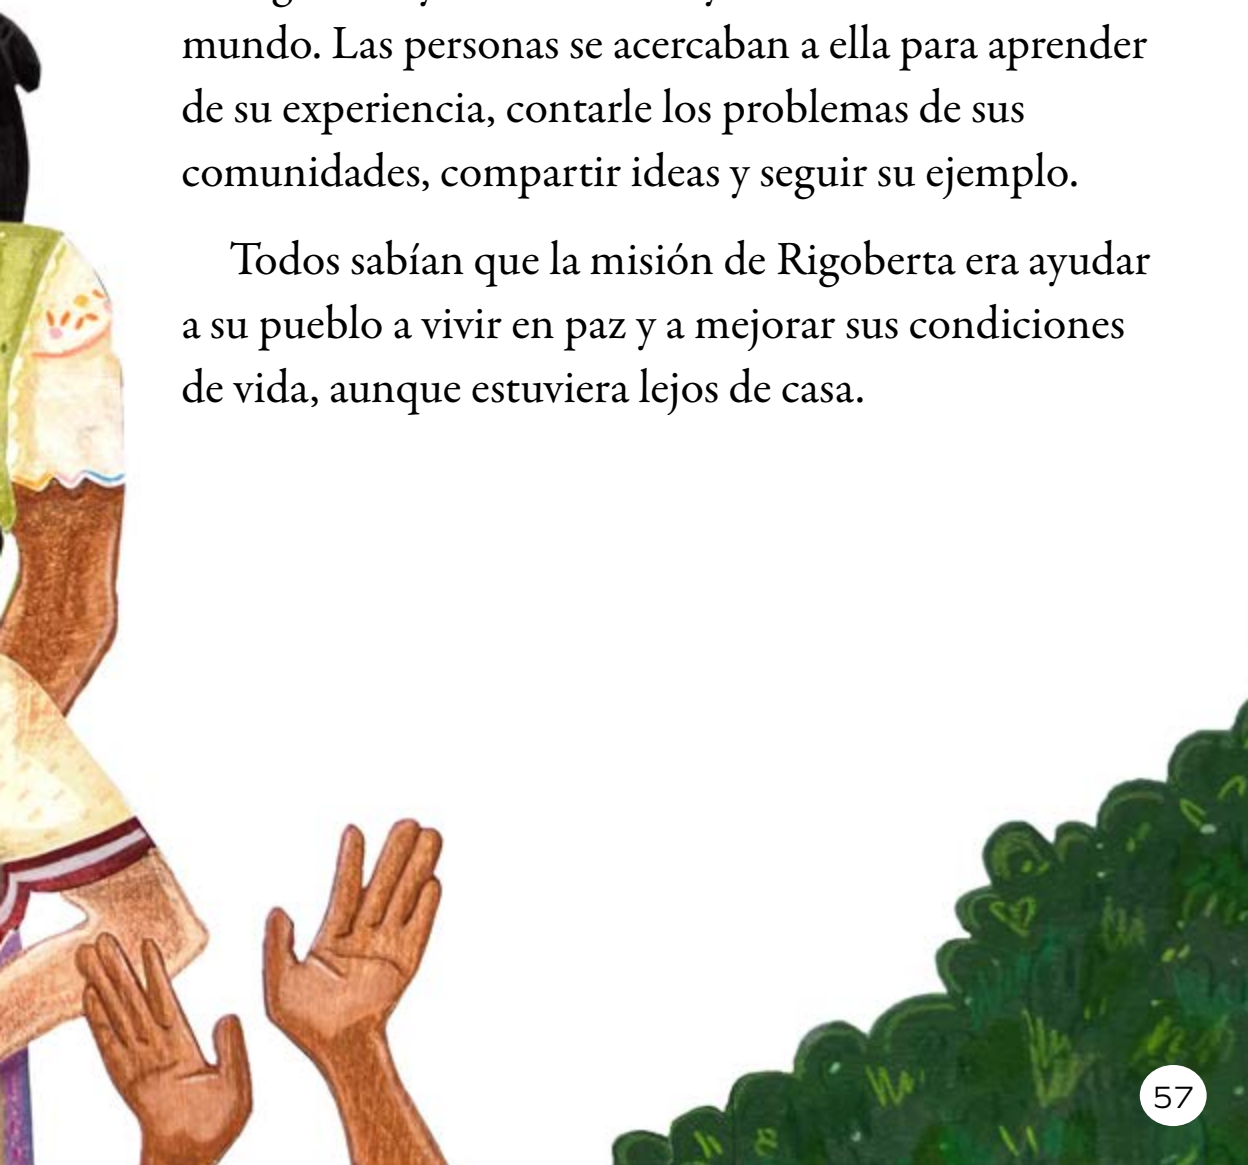 mundo. Las personas se acercaban a ella para aprender
de su experiencia, contarle los problemas de sus
comunidades, compartir ideas y seguir su ejemplo.
Todos sabían que la misión de Rigoberta era ayudar
a su pueblo a vivir en paz y a mejorar sus condiciones
de vida, aunque estuviera lejos de casa.
57